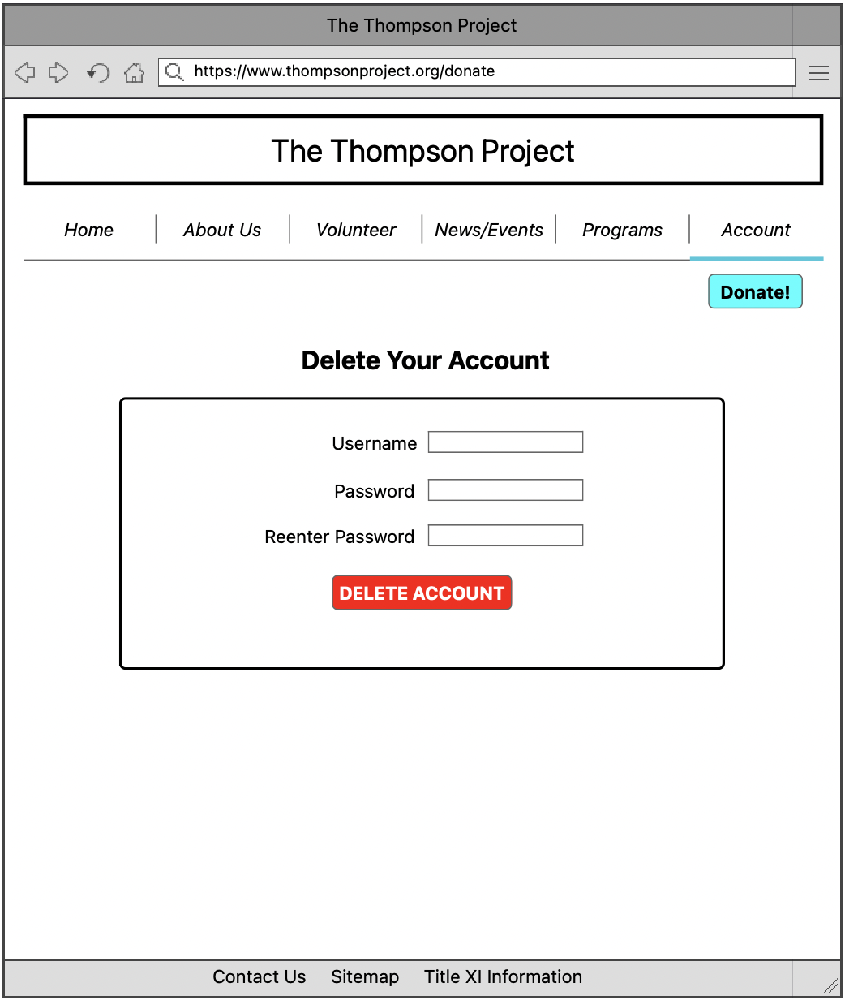 The Thompson Project
https://www.thompsonproject.org/donate
The Thompson Project
Home About Us Volunteer News/Events Programs Account
Donate!
Delete Your Account
Username
Password
Reenter Password
DELETE ACCOUNT
Contact Us Sitemap Title XI Information